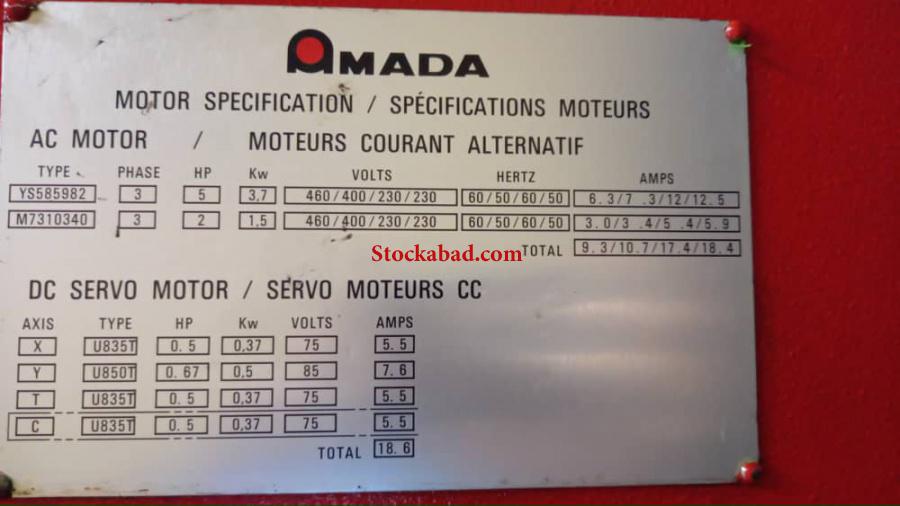 AMADA
MOTOR SPECIFICATION / SPÉCIFICATIONS MOTEURS
AC MOTOR / MOTEURS COURANT ALTERNATIF
TYPE PHASE HP Kw VOLTS HERTZ AMPS
YS585982 3 5 3,7 460/400/230/230 60/50/60/50 6.3/7.3/12/12.5
M7310340 3 2 1,5 460/400/230/230 60/50/60/50 3.0/3.4/5.4/5.9
Stockabad.com
TOTAL 9.3/10.7/17.4/18.4
DC SERVO MOTOR / SERVO MOTEURS CC
AXIS TYPE HP Kw VOLTS AMPS
X U835T 0.5 0,37 75 5.5
Y U850T 0.67 0,5 85 7.6
T U835T 0.5 0,37 75 5.5
C U835T 0.5 0,37 75 5.5
TOTAL 18.6